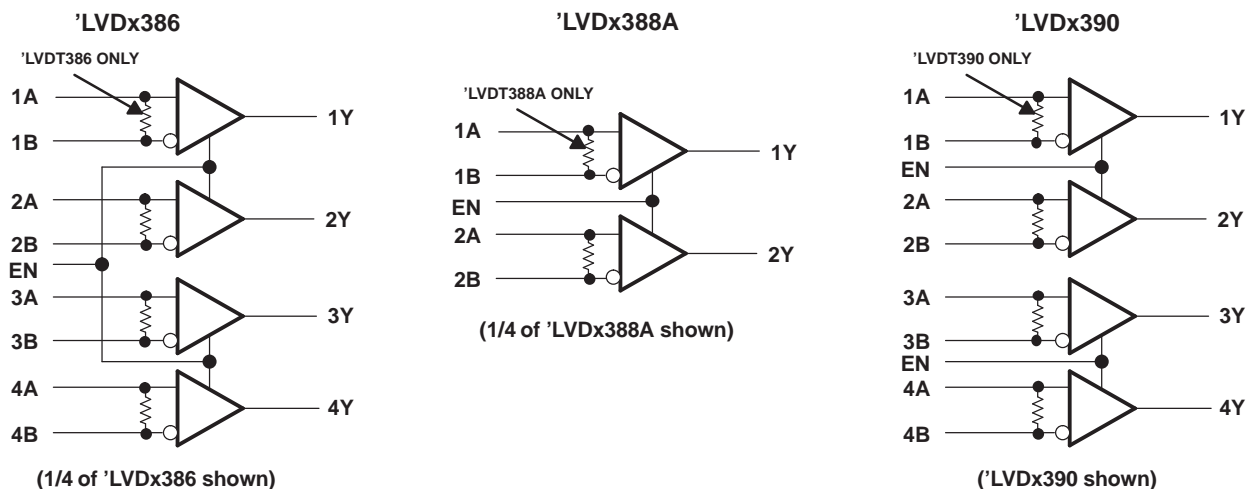 'LVDx386
'LVDT386 ONLY
1A
1Y
1B
2A
2Y
2B
EN
3A
3Y
3B
4A
4Y
4B
(1/4 of 'LVDx386 shown)
'LVDx388A
'LVDT388A ONLY
1A
1Y
1B
EN
2A
2Y
2B
(1/4 of 'LVDx388A shown)
'LVDx390
'LVDT390 ONLY
1A
1Y
1B
EN
2A
2Y
2B
3A
3Y
3B
EN
4A
4Y
4B
('LVDx390 shown)